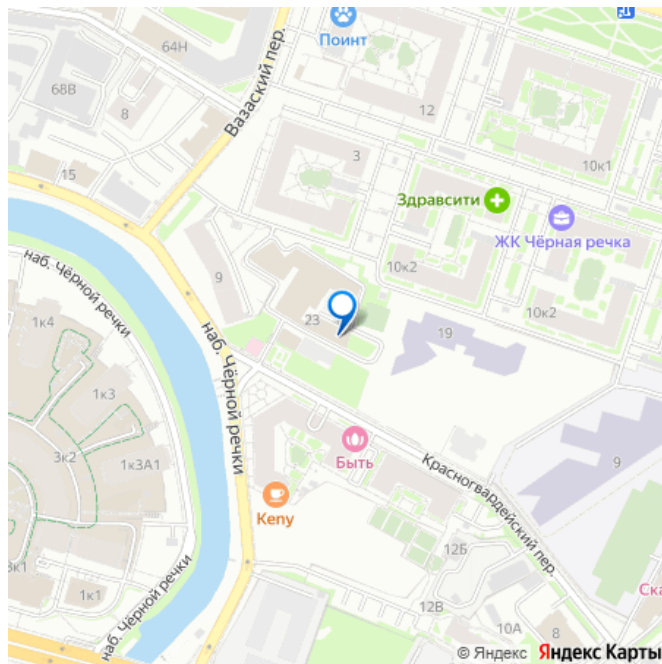 64Н
Поинт
68В
8
Вазаский пер.
12
3
10к1
15
Здравсити
ЖК Чёрная речка
9
10к2
наб. Чёрной речки
1к4
23
10к2
19
наб. Чёрной речки
1к3
3к2
1к3А1
Быть
Красногвардейский пер.
9
Keny
12Б
3к1
1к1
наб. Чёрной речки
12В
10А
8
Ска
© Яндекс Яндекс Карты